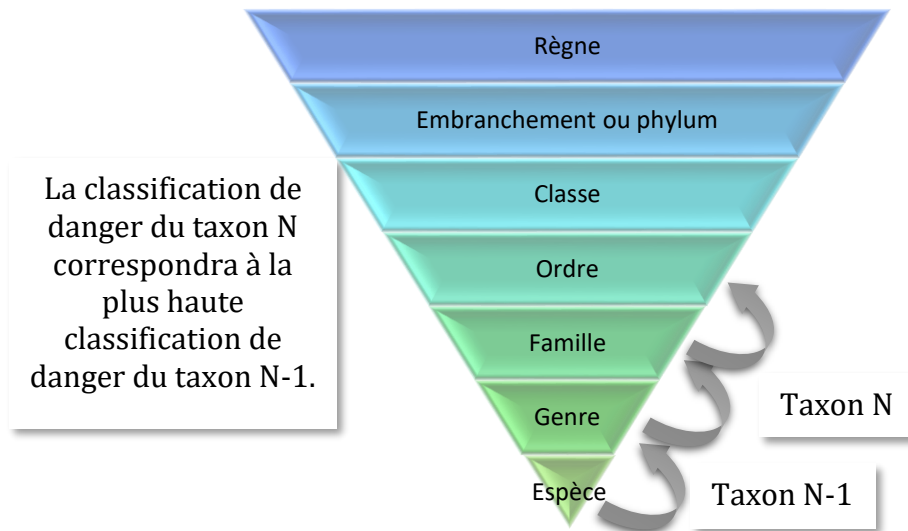 Règne
Embranchement ou phylum
La classification de
danger du taxon N
correspondra à la
plus haute
classification de
danger du taxon N-1.
Classe
Ordre
Famille
Genre
Espèce
Taxon N
Taxon N-1